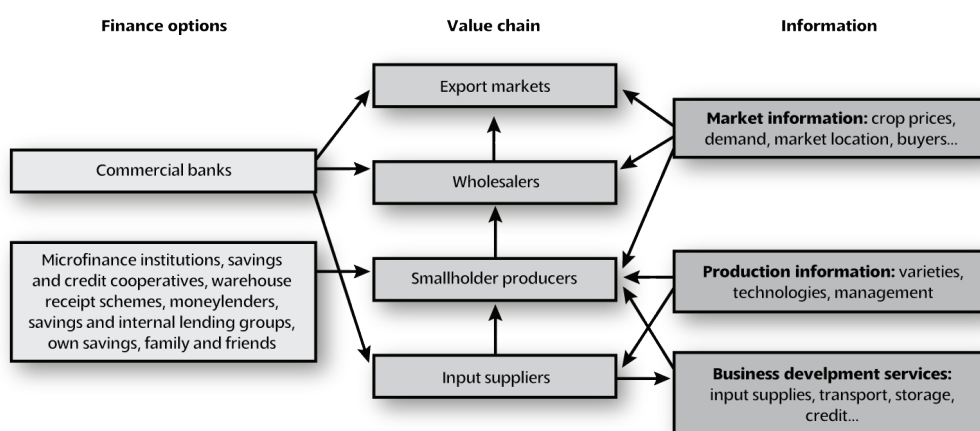 Finance options
Value chain
Information
Export markets
Market information: crop prices,
demand, market location, buyers...
Commercial banks
Wholesalers
Microfinance institutions, savings
and credit cooperatives, warehouse
receipt schemes, moneylenders,
savings and internal lending groups,
own savings, family and friends
Smallholder producers
Production information: varieties,
technologies, management
Input suppliers
Business develpment services:
input supplies, transport, storage,
credit...